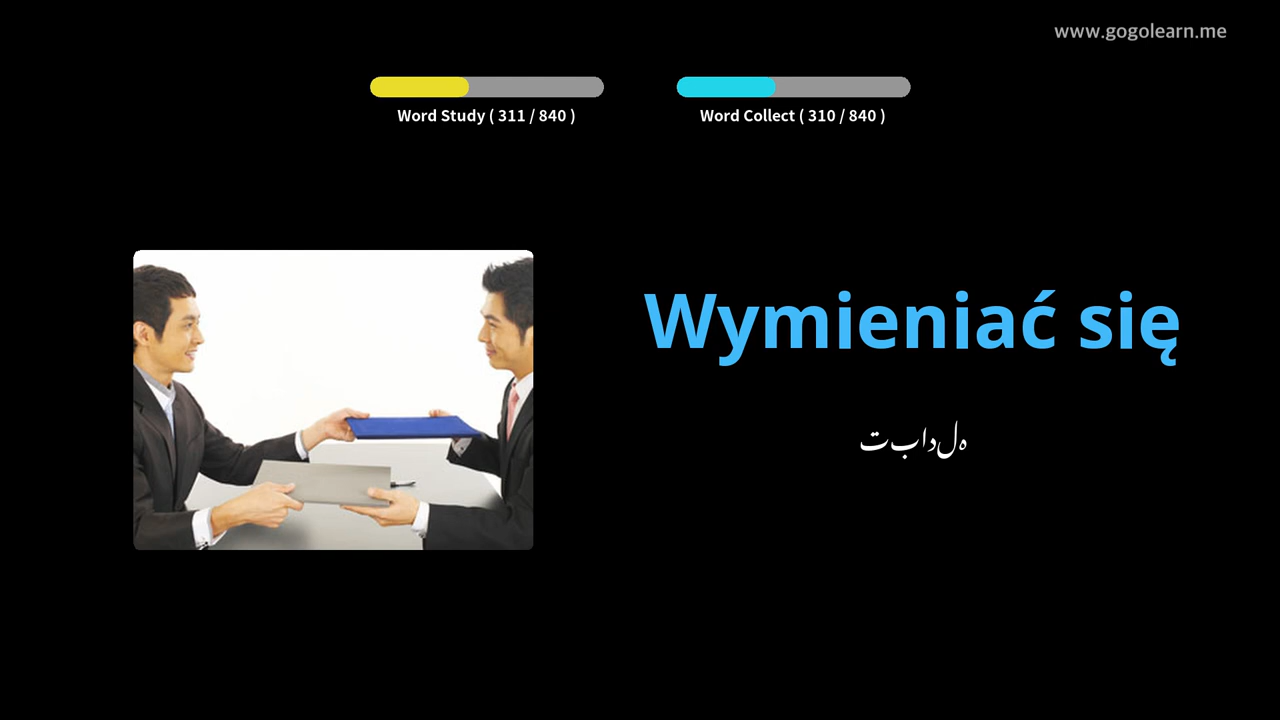 www.gogolearn.me
Word Study ( 311 / 840 )
Word Collect ( 310 / 840 )
Wymieniać się
تبادلہ